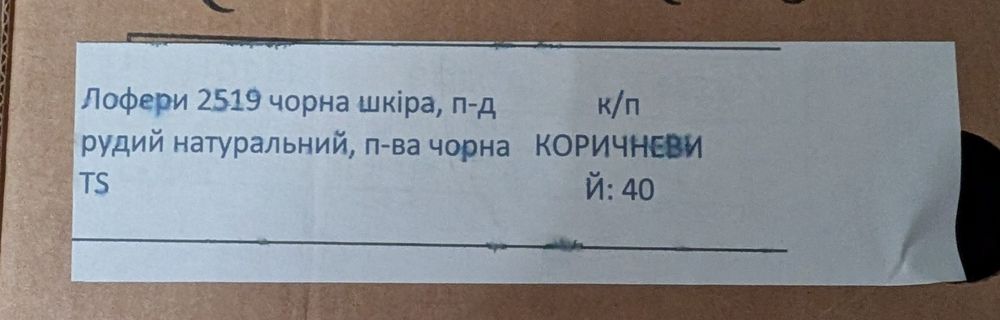 Лофери 2519 чорна шкіра, п-д к/п
рудий натуральний, п-ва чорна КОРИЧНЕВИ
TS Й: 40